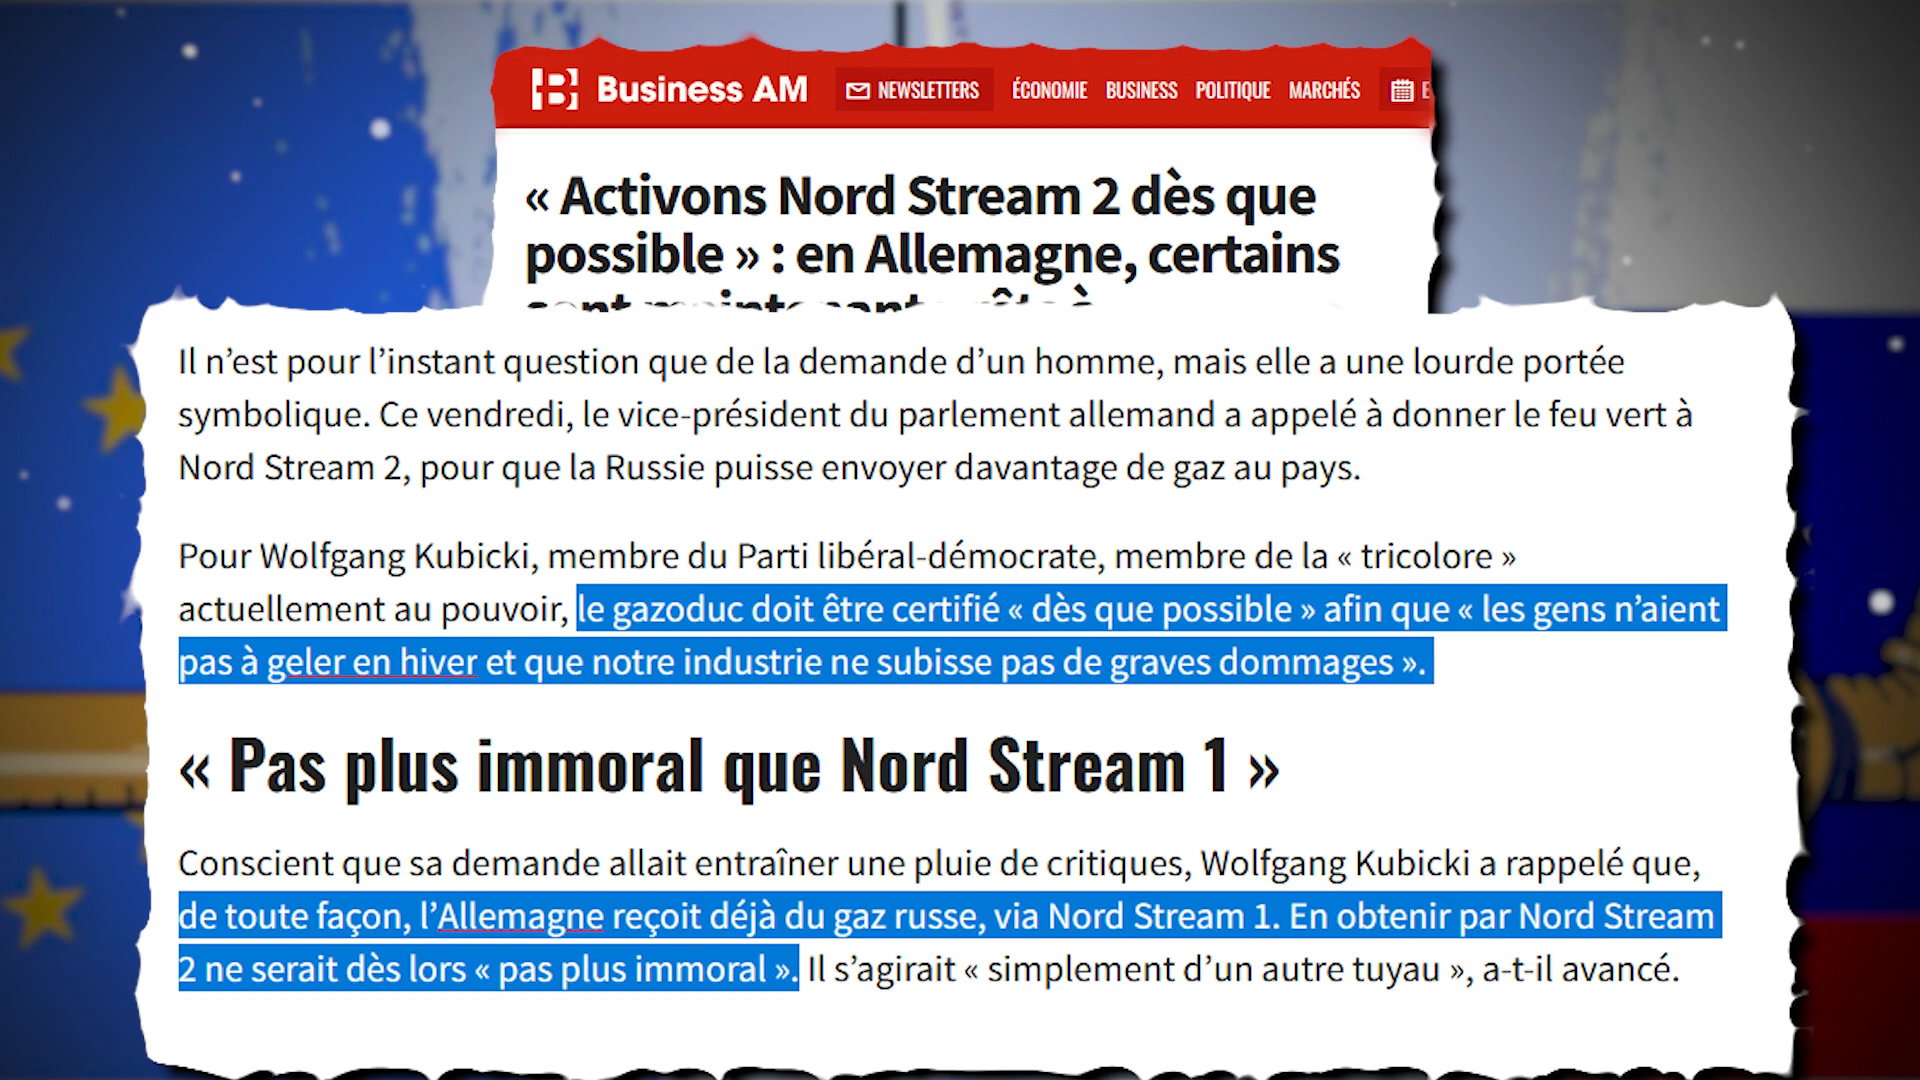 Business AM NEWSLETTERS ÉCONOMIE BUSINESS POLITIQUE MARCHÉS
« Activons Nord Stream 2 dès que
possible » : en Allemagne, certains
Il n’est pour l’instant question que de la demande d’un homme, mais elle a une lourde portée
symbolique. Ce vendredi, le vice-président du parlement allemand a appelé à donner le feu vert à
Nord Stream 2, pour que la Russie puisse envoyer davantage de gaz au pays.
Pour Wolfgang Kubicki, membre du Parti libéral-démocrate, membre de la « tricolore »
actuellement au pouvoir, le gazoduc doit être certifié « dès que possible » afin que « les gens n’aient
pas à geler en hiver et que notre industrie ne subisse pas de graves dommages ».
« Pas plus immoral que Nord Stream 1 »
Conscient que sa demande allait entraîner une pluie de critiques, Wolfgang Kubicki a rappelé que,
de toute façon, l’Allemagne reçoit déjà du gaz russe, via Nord Stream 1. En obtenir par Nord Stream
2 ne serait dès lors « pas plus immoral ». Il s’agirait « simplement d’un autre tuyau », a-t-il avancé.